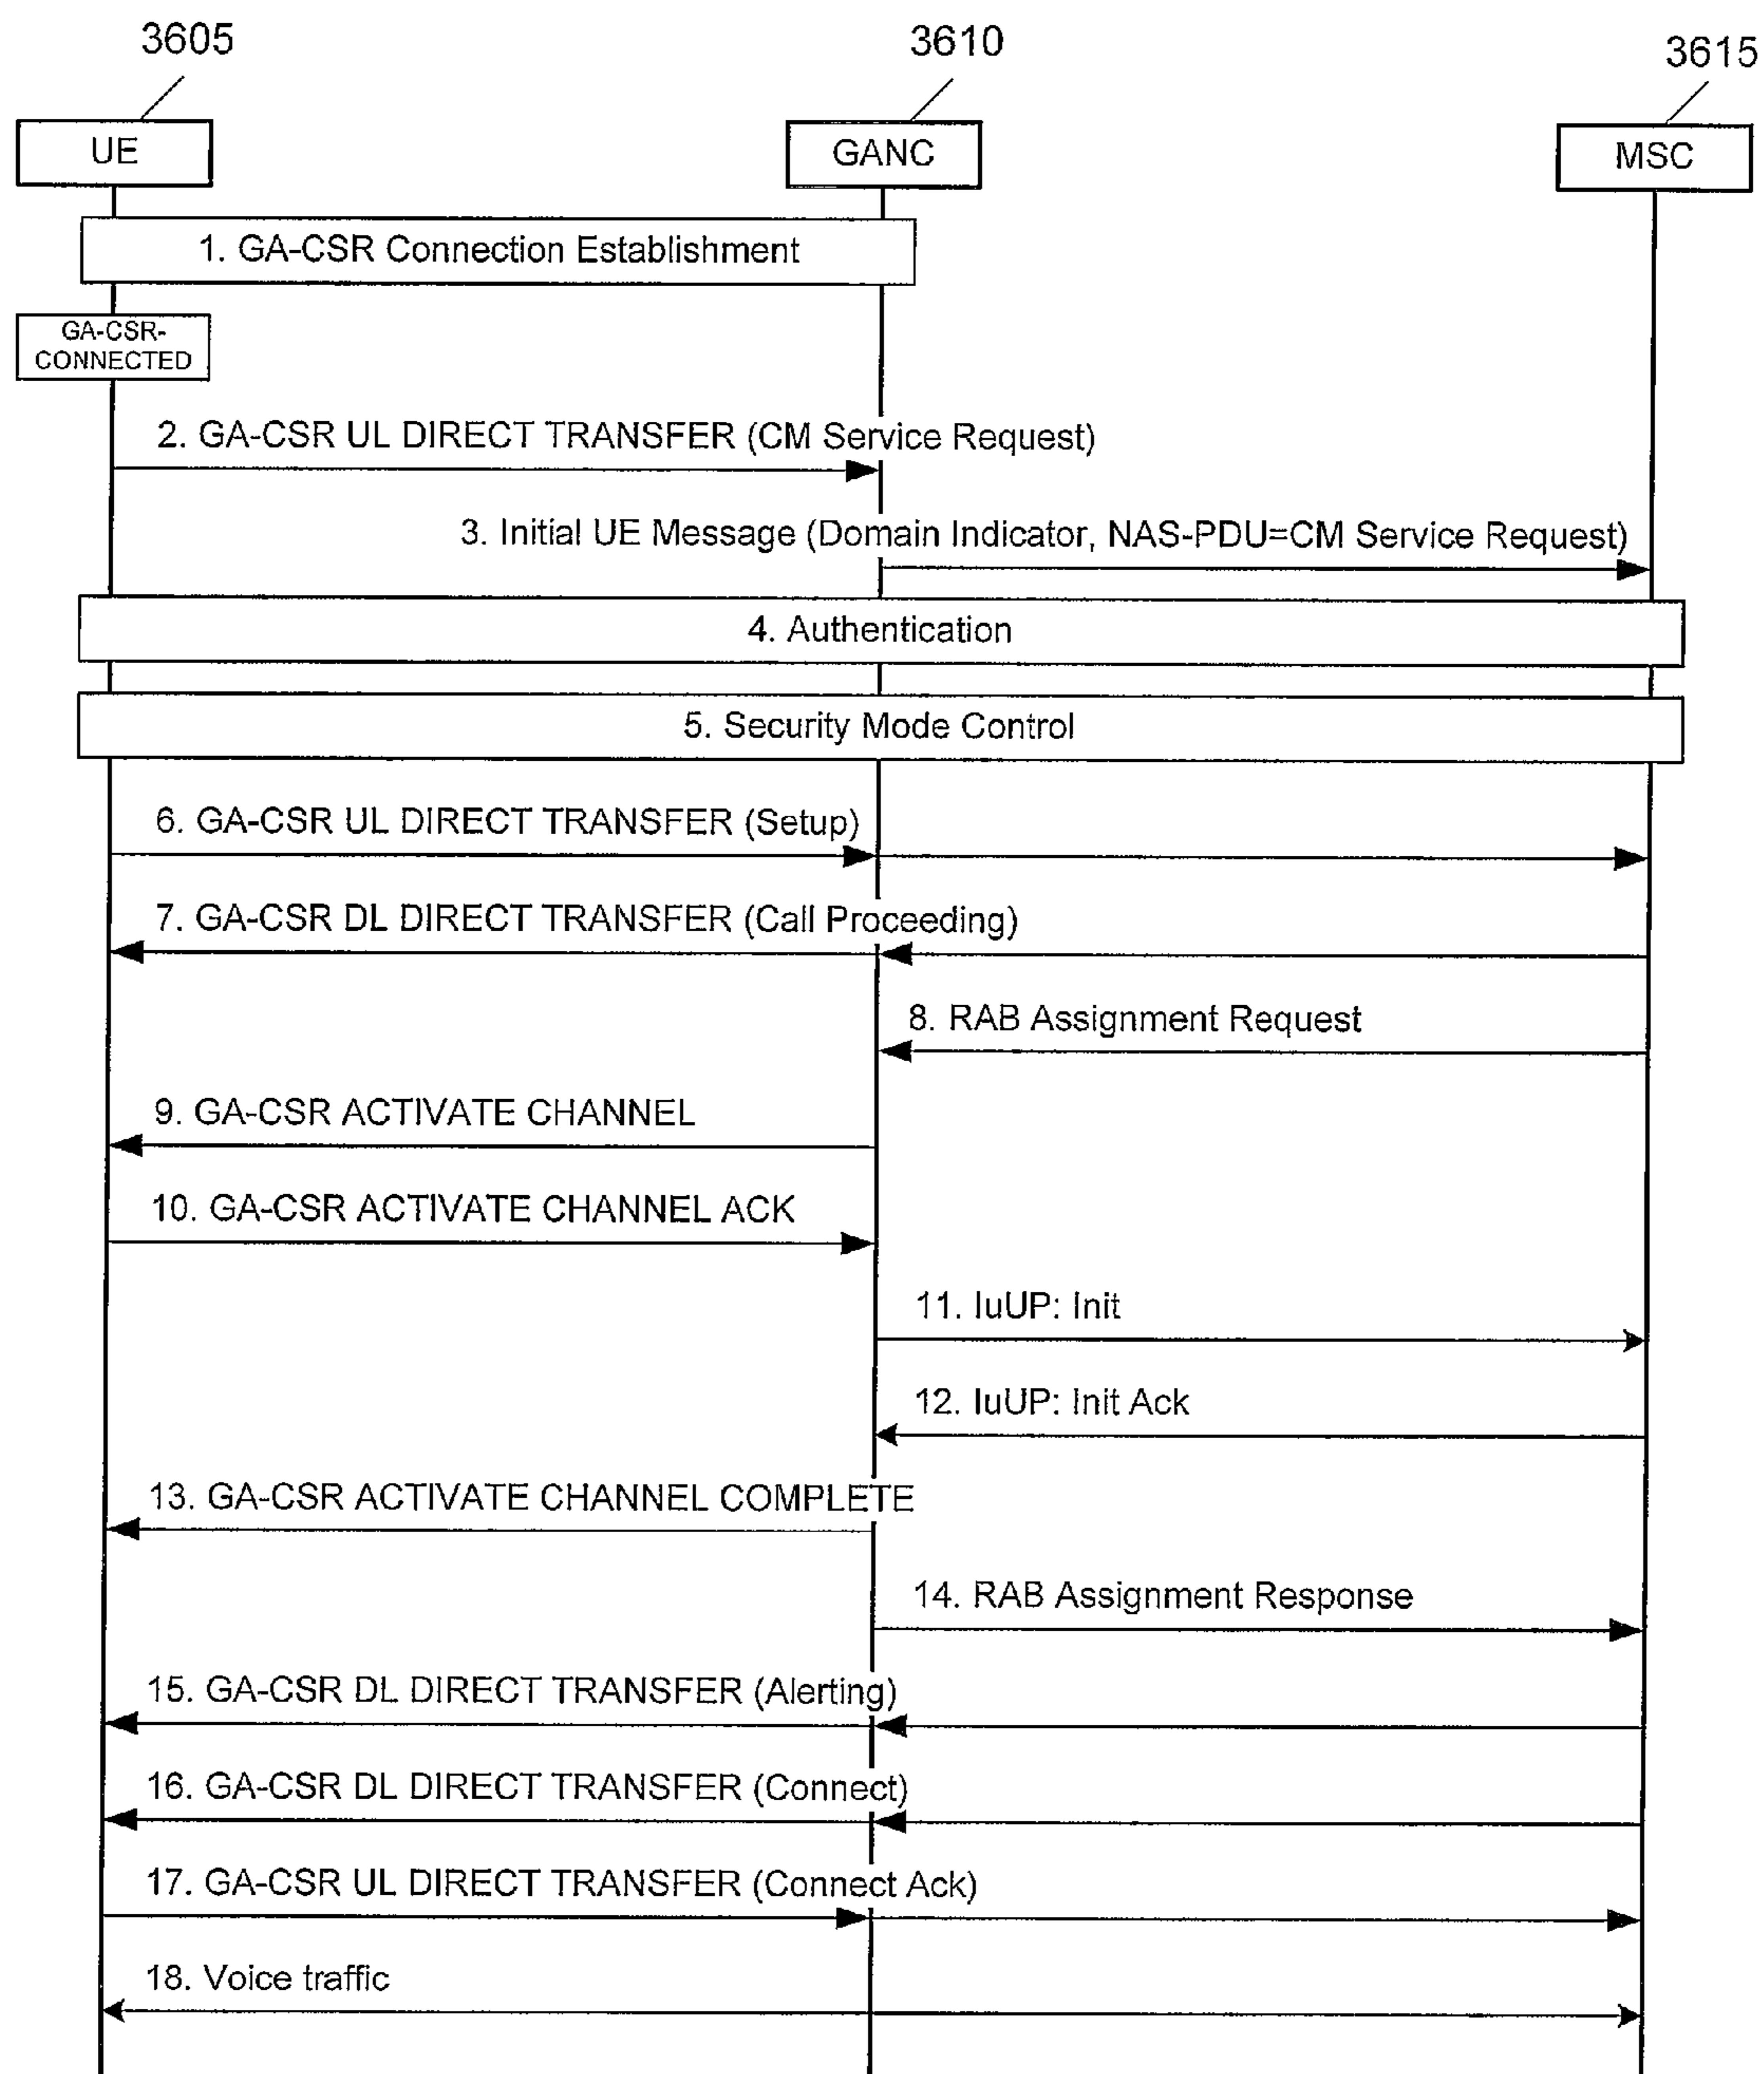 3605
3610
3615
UE
GANC
MSC
1. GA-CSR Connection Establishment
GA-CSR-
CONNECTED
2. GA-CSR UL DIRECT TRANSFER (CM Service Request)
3. Initial UE Message (Domain Indicator, NAS-PDU=CM Service Request)
4. Authentication
5. Security Mode Control
6. GA-CSR UL DIRECT TRANSFER (Setup)
7. GA-CSR DL DIRECT TRANSFER (Call Proceeding)
8. RAB Assignment Request
9. GA-CSR ACTIVATE CHANNEL
10. GA-CSR ACTIVATE CHANNEL ACK
11. IuUP: Init
12. IuUP: Init Ack
13. GA-CSR ACTIVATE CHANNEL COMPLETE
14. RAB Assignment Response
15. GA-CSR DL DIRECT TRANSFER (Alerting)
16. GA-CSR DL DIRECT TRANSFER (Connect)
17. GA-CSR UL DIRECT TRANSFER (Connect Ack)
18. Voice traffic